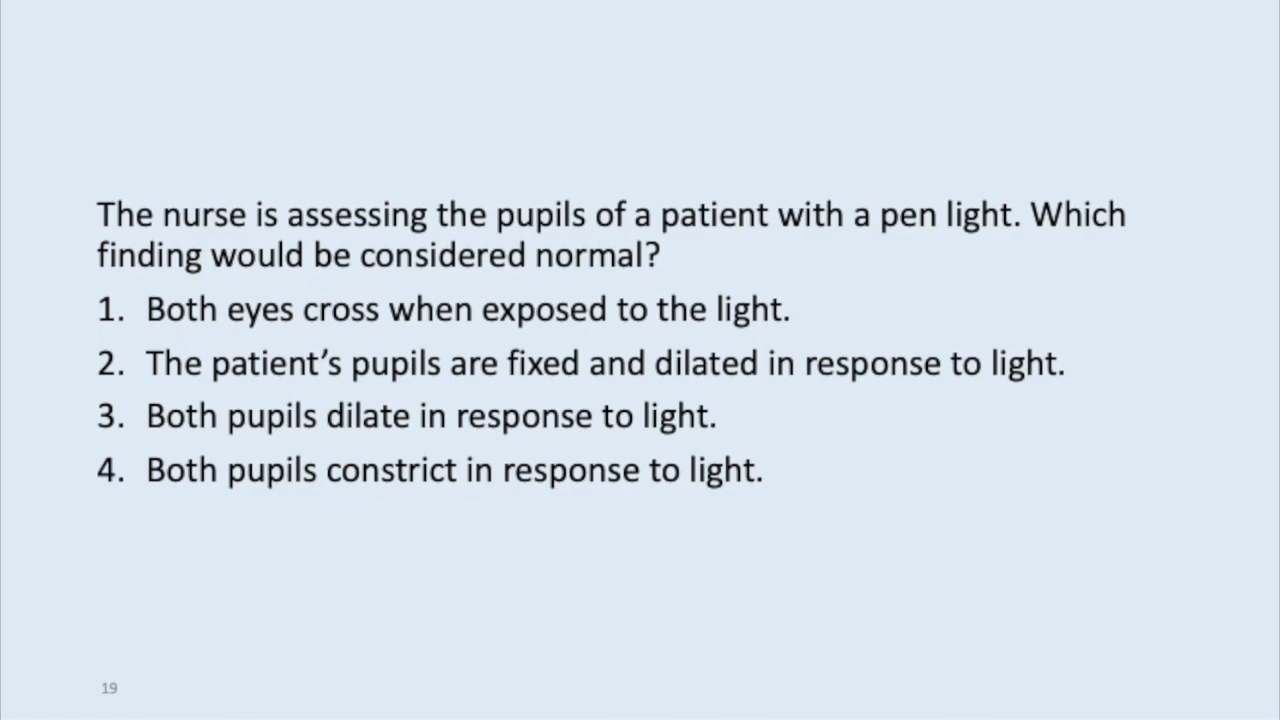 The nurse is assessing the pupils of a patient with a pen light. Which
finding would be considered normal?
1. Both eyes cross when exposed to the light.
2. The patient’s pupils are fixed and dilated in response to light.
3. Both pupils dilate in response to light.
4. Both pupils constrict in response to light.
19